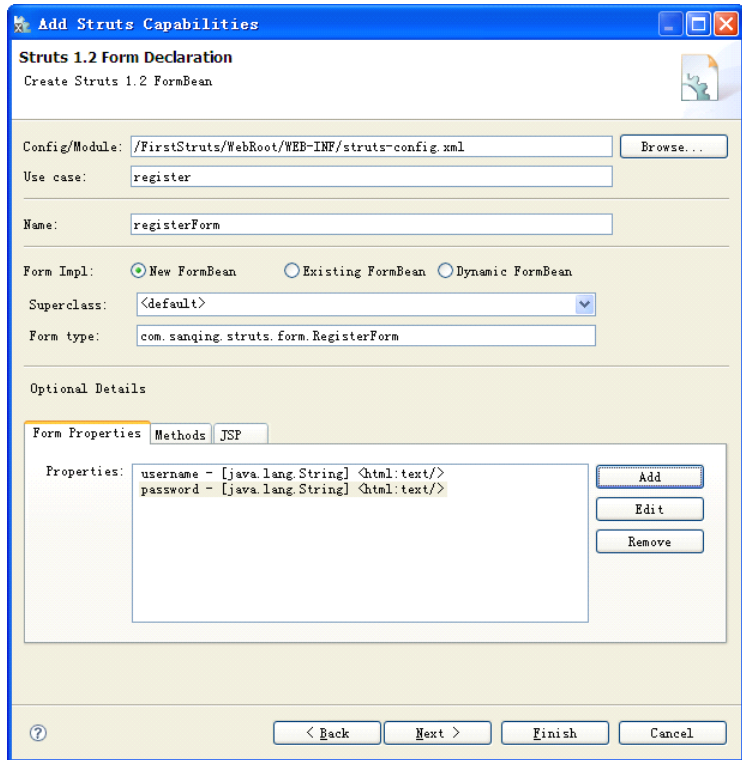 Add Struts Capabilities
Struts 1.2 Form Declaration
Create Struts 1.2 FormBean
Config/Module: /FirstStruts/WebRoot/WEB-INF/struts-config.xml Browse...
Use case: register
Name: registerForm
Form Impl: New FormBean Existing FormBean Dynamic FormBean
Superclass: <default>
Form type: com.sanqing.struts.form.RegisterForm
Optional Details
Form Properties Methods JSP
Properties: username - [java.lang.String] <html:text/> Add
password - [java.lang.String] <html:text/>
Edit
Remove
? < Back Next > Finish Cancel